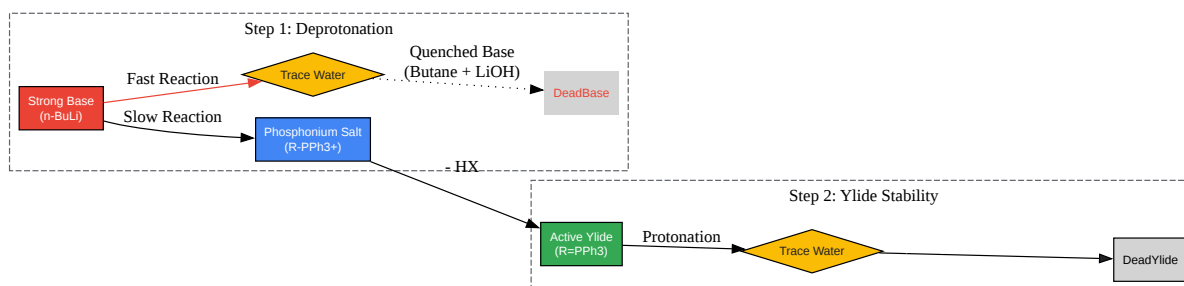 Step 1: Deprotonation
Fast Reaction
Trace Water
Quenched Base
(Butane + LiOH)
DeadBase
Strong Base
(n-BuLi)
Slow Reaction
Phosphonium Salt
(R-PPh3+)
- HX
Step 2: Ylide Stability
Active Ylide
(R=PPh3)
Protonation
Trace Water
DeadYlide